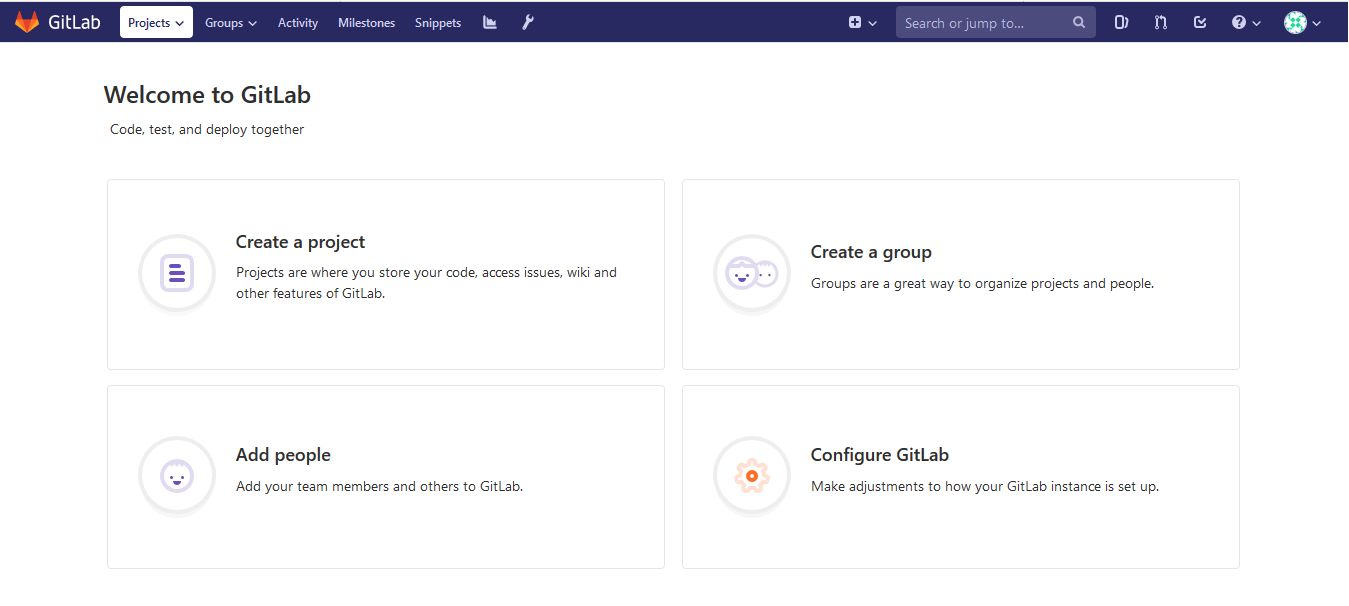 GitLab Projects Groups Activity Milestones Snippets Search or jump to...
Welcome to GitLab
Code, test, and deploy together
Create a project
Projects are where you store your code, access issues, wiki and
other features of GitLab.
Create a group
Groups are a great way to organize projects and people.
Add people
Add your team members and others to GitLab.
Configure GitLab
Make adjustments to how your GitLab instance is set up.